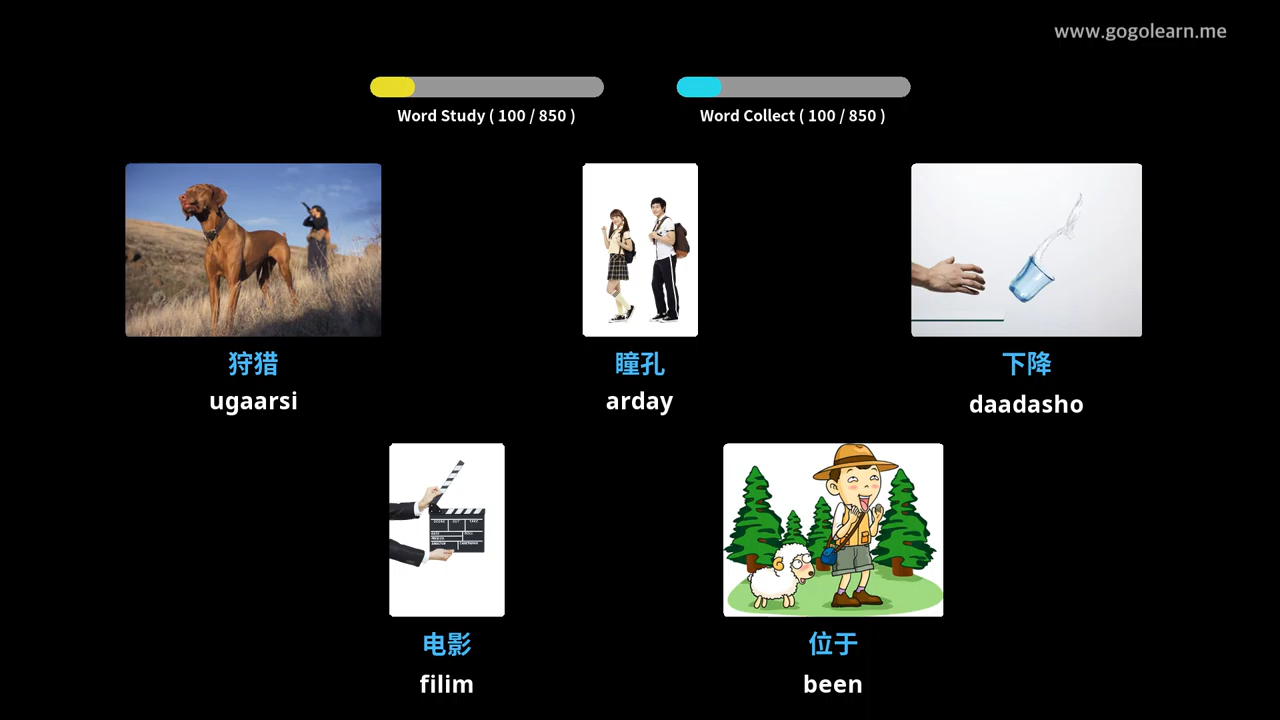 www.gogolearn.me
Word Study ( 100 / 850 )
Word Collect ( 100 / 850 )
狩猎
ugaarsi
瞳孔
arday
下降
daadasho
电影
filim
位于
been